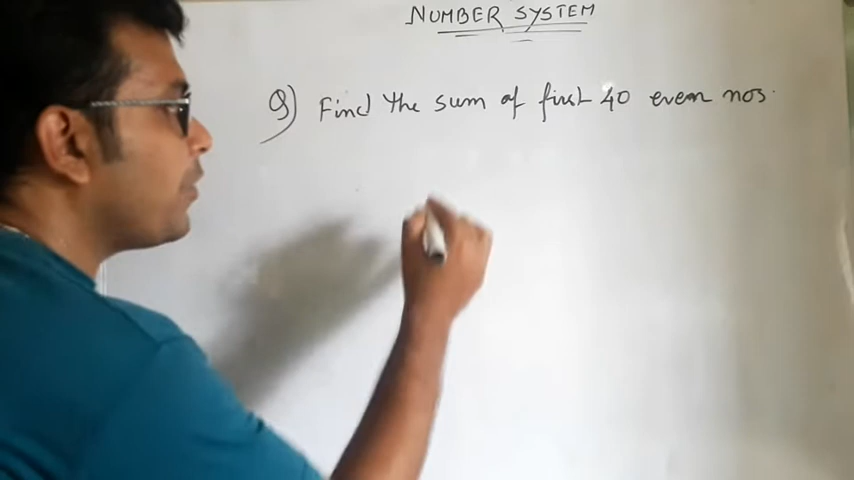 NUMBER SYSTEM
Q) Find the sum of first 40 even nos.